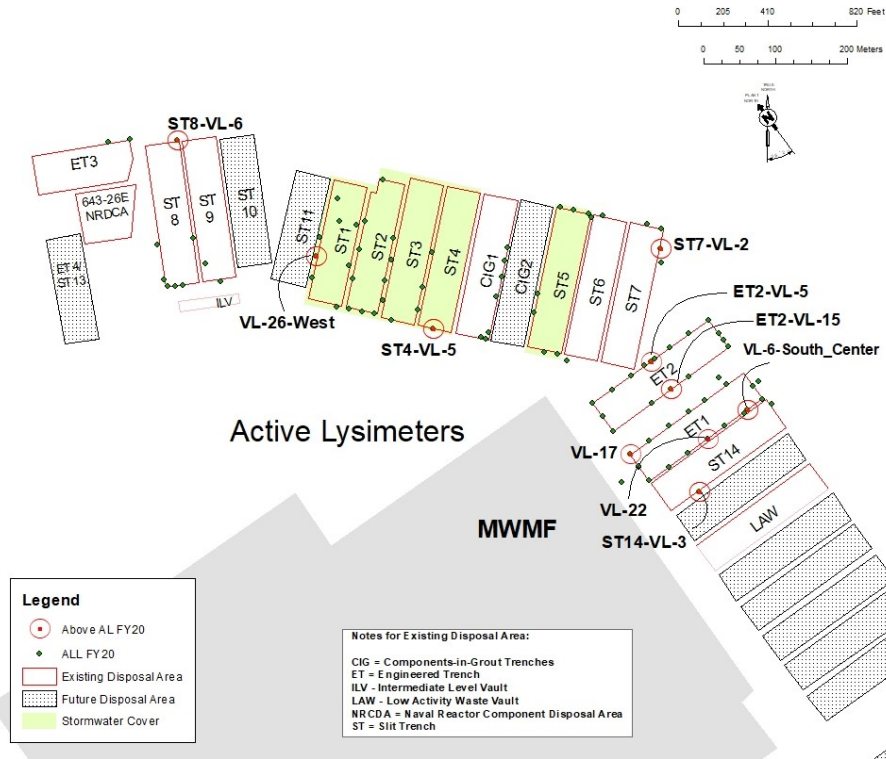 0 205 410 820 Feet
0 50 100 200 Meters
N
ST8-VL-6
ET3
643-26E
NRDCA
ST
8
ST
9
ST
10
ET4/
ST13
ILV
ST11
ST1
ST2
ST3
ST4
CIG1
CIG2
ST5
ST6
ST7
ST7-VL-2
VL-26-West
ST4-VL-5
ET2-VL-5
ET2-VL-15
VL-6-South_Center
ET2
ET1
ST14
LAW
VL-17
VL-22
ST14-VL-3
Active Lysimeters
MWMF
Legend
Above AL FY20
ALL FY20
Existing Disposal Area
Future Disposal Area
Stormwater Cover
Notes for Existing Disposal Area:
CIG = Components-in-Grout Trenches
ET = Engineered Trench
ILV - Intermediate Level Vault
LAW - Low Activity Waste Vault
NRCDA = Naval Reactor Component Disposal Area
ST = Slit Trench